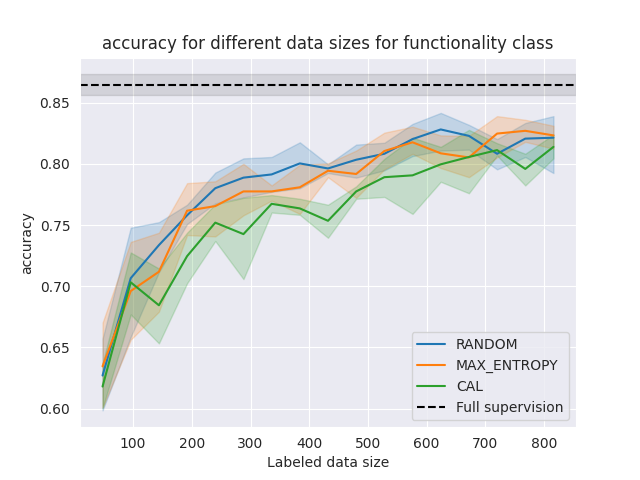 accuracy for different data sizes for functionality class
0.85
0.80
0.75
0.70
0.65
0.60
accuracy
100 200 300 400 500 600 700 800
Labeled data size
RANDOM
MAX_ENTROPY
CAL
Full supervision